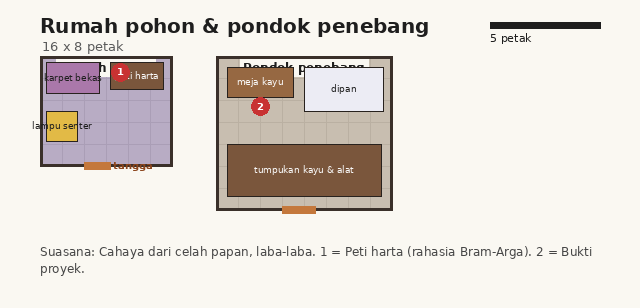 Rumah pohon & pondok penebang
16 x 8 petak
5 petak
Pondok penebang
karpet bekas
1
harta
meja kayu
dipan
2
lampu senter
tangga
tumpukan kayu & alat
Suasana: Cahaya dari celah papan, laba-laba. 1 = Peti harta (rahasia Bram-Arga). 2 = Bukti
proyek.